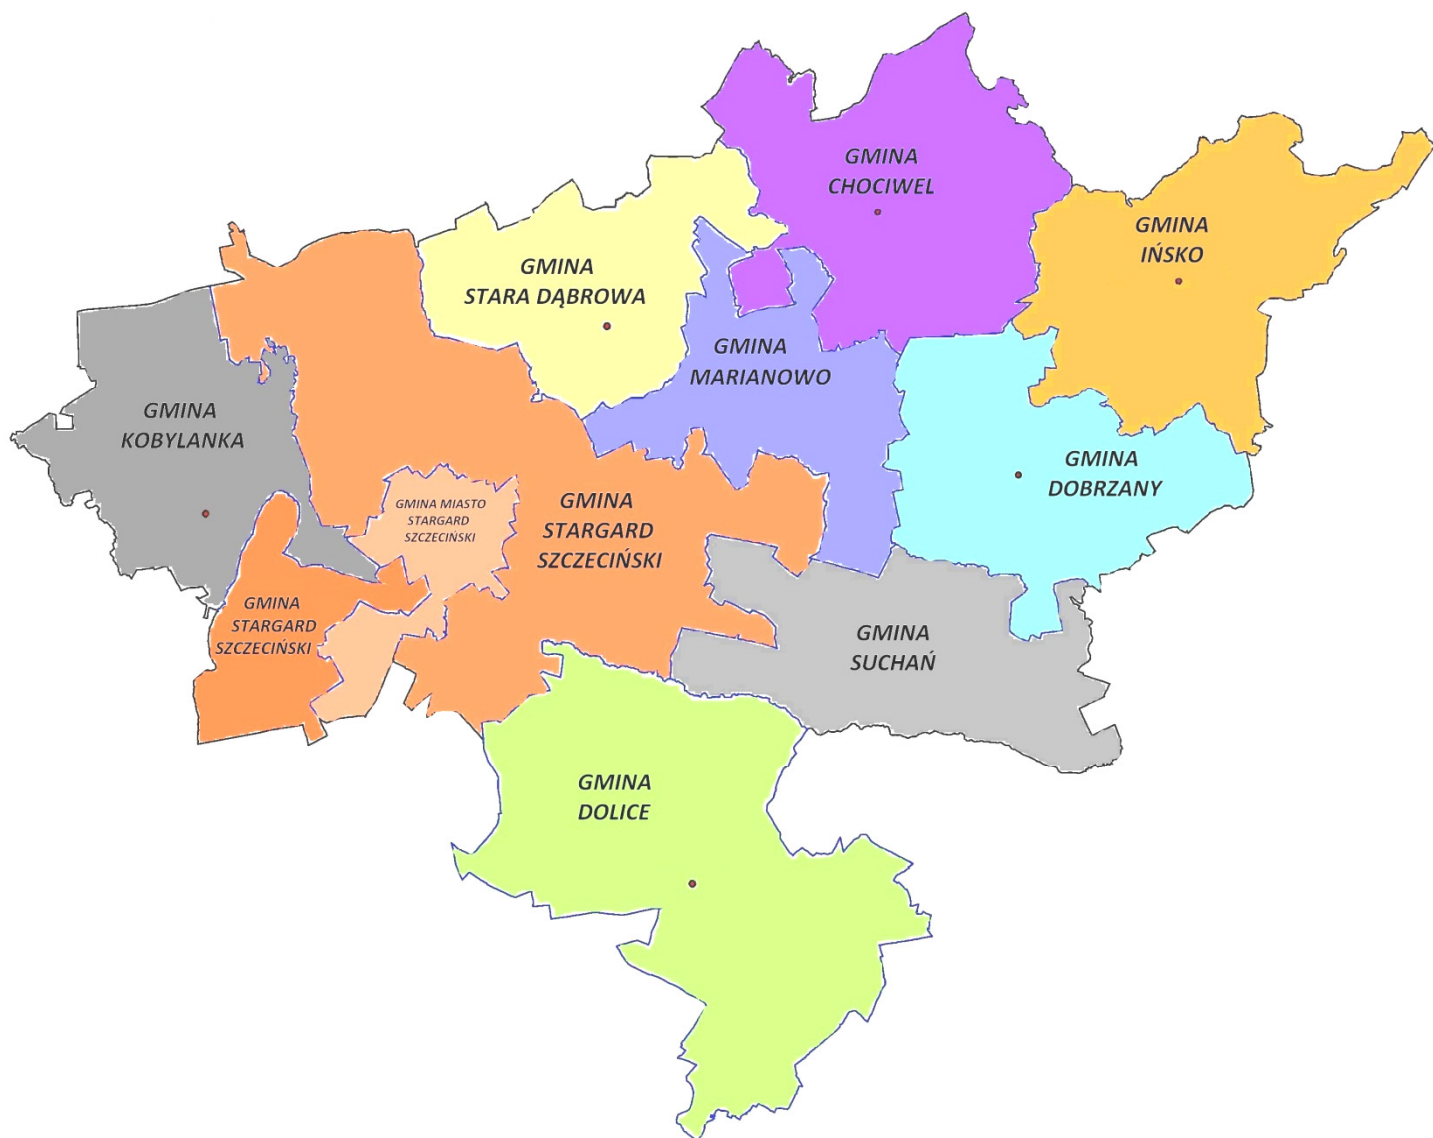 GMINA
CHOCIWEL
GMINA
IŃSKO
GMINA
STARA DĄBROWA
GMINA
MARIANOWO
GMINA
KOBYLANKA
GMINA
DOBRZANY
GMINA MIASTO
STARGARD
SZCZECIŃSKI
GMINA
STARGARD
SZCZECIŃSKI
GMINA
STARGARD
SZCZECIŃSKI
GMINA
SUCHAŃ
GMINA
DOLICE